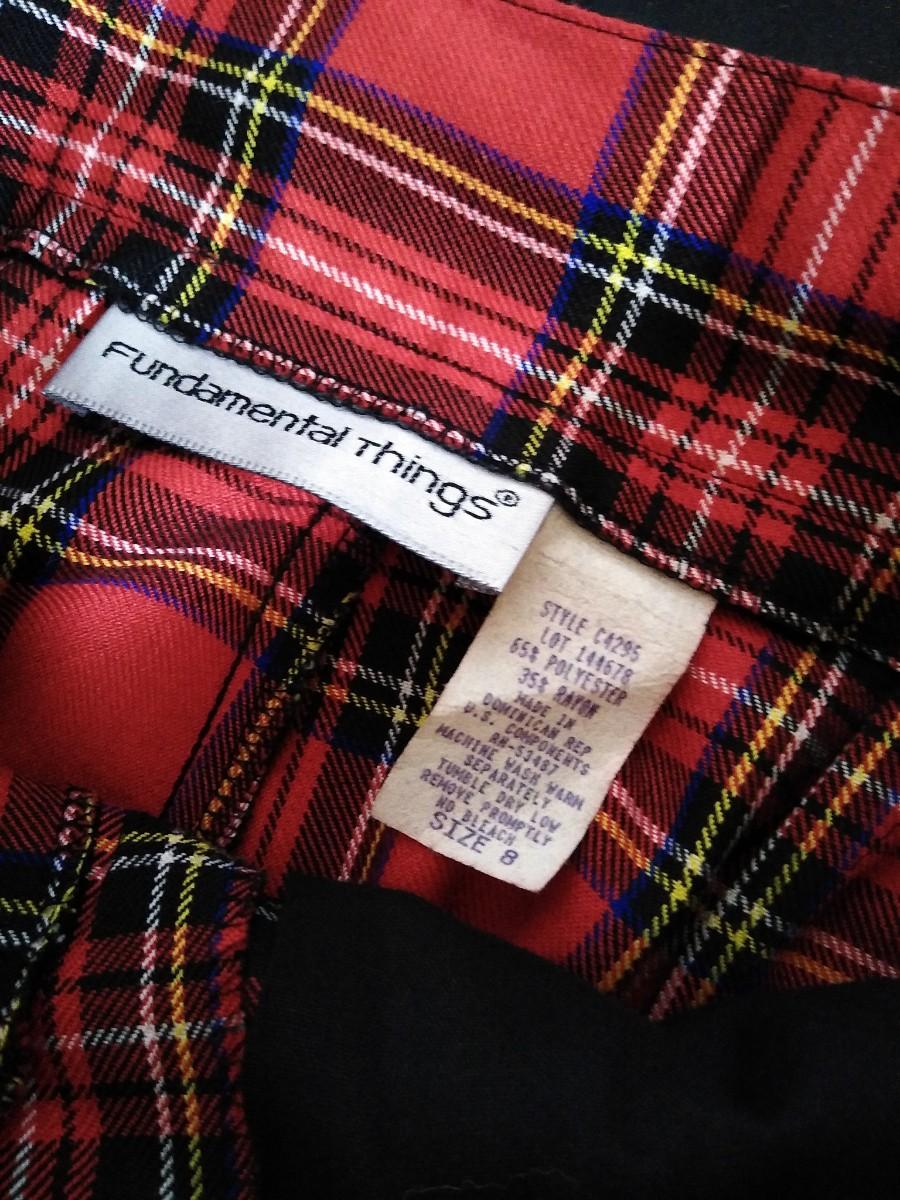 Fundamental Things®
STYLE C4295
LOT 144678
65% POLYESTER
35% RAYON
MADE IN
DOMINICAN REP
U.S. COMPONENTS
RN-53487
MACHINE WASH WARM
SEPARATELY
TUMBLE DRY LOW
REMOVE PROMPTLY
NO BLEACH
SIZE 8